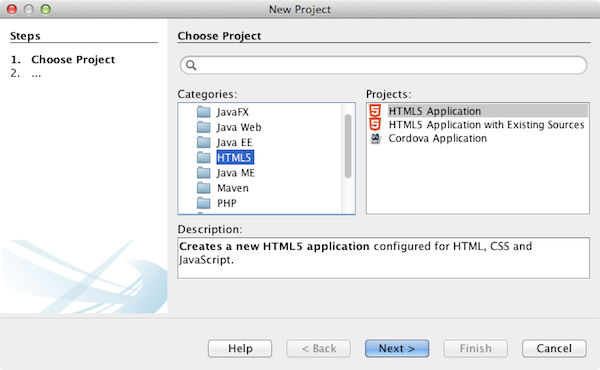 New Project
Steps
1. Choose Project
2. ...
Choose Project
Categories:
JavaFX
Java Web
Java EE
HTML5
Java ME
Maven
PHP
Projects:
HTML5 Application
HTML5 Application with Existing Sources
Cordova Application
Description:
Creates a new HTML5 application configured for HTML, CSS and
JavaScript.
Help
< Back
Next >
Finish
Cancel